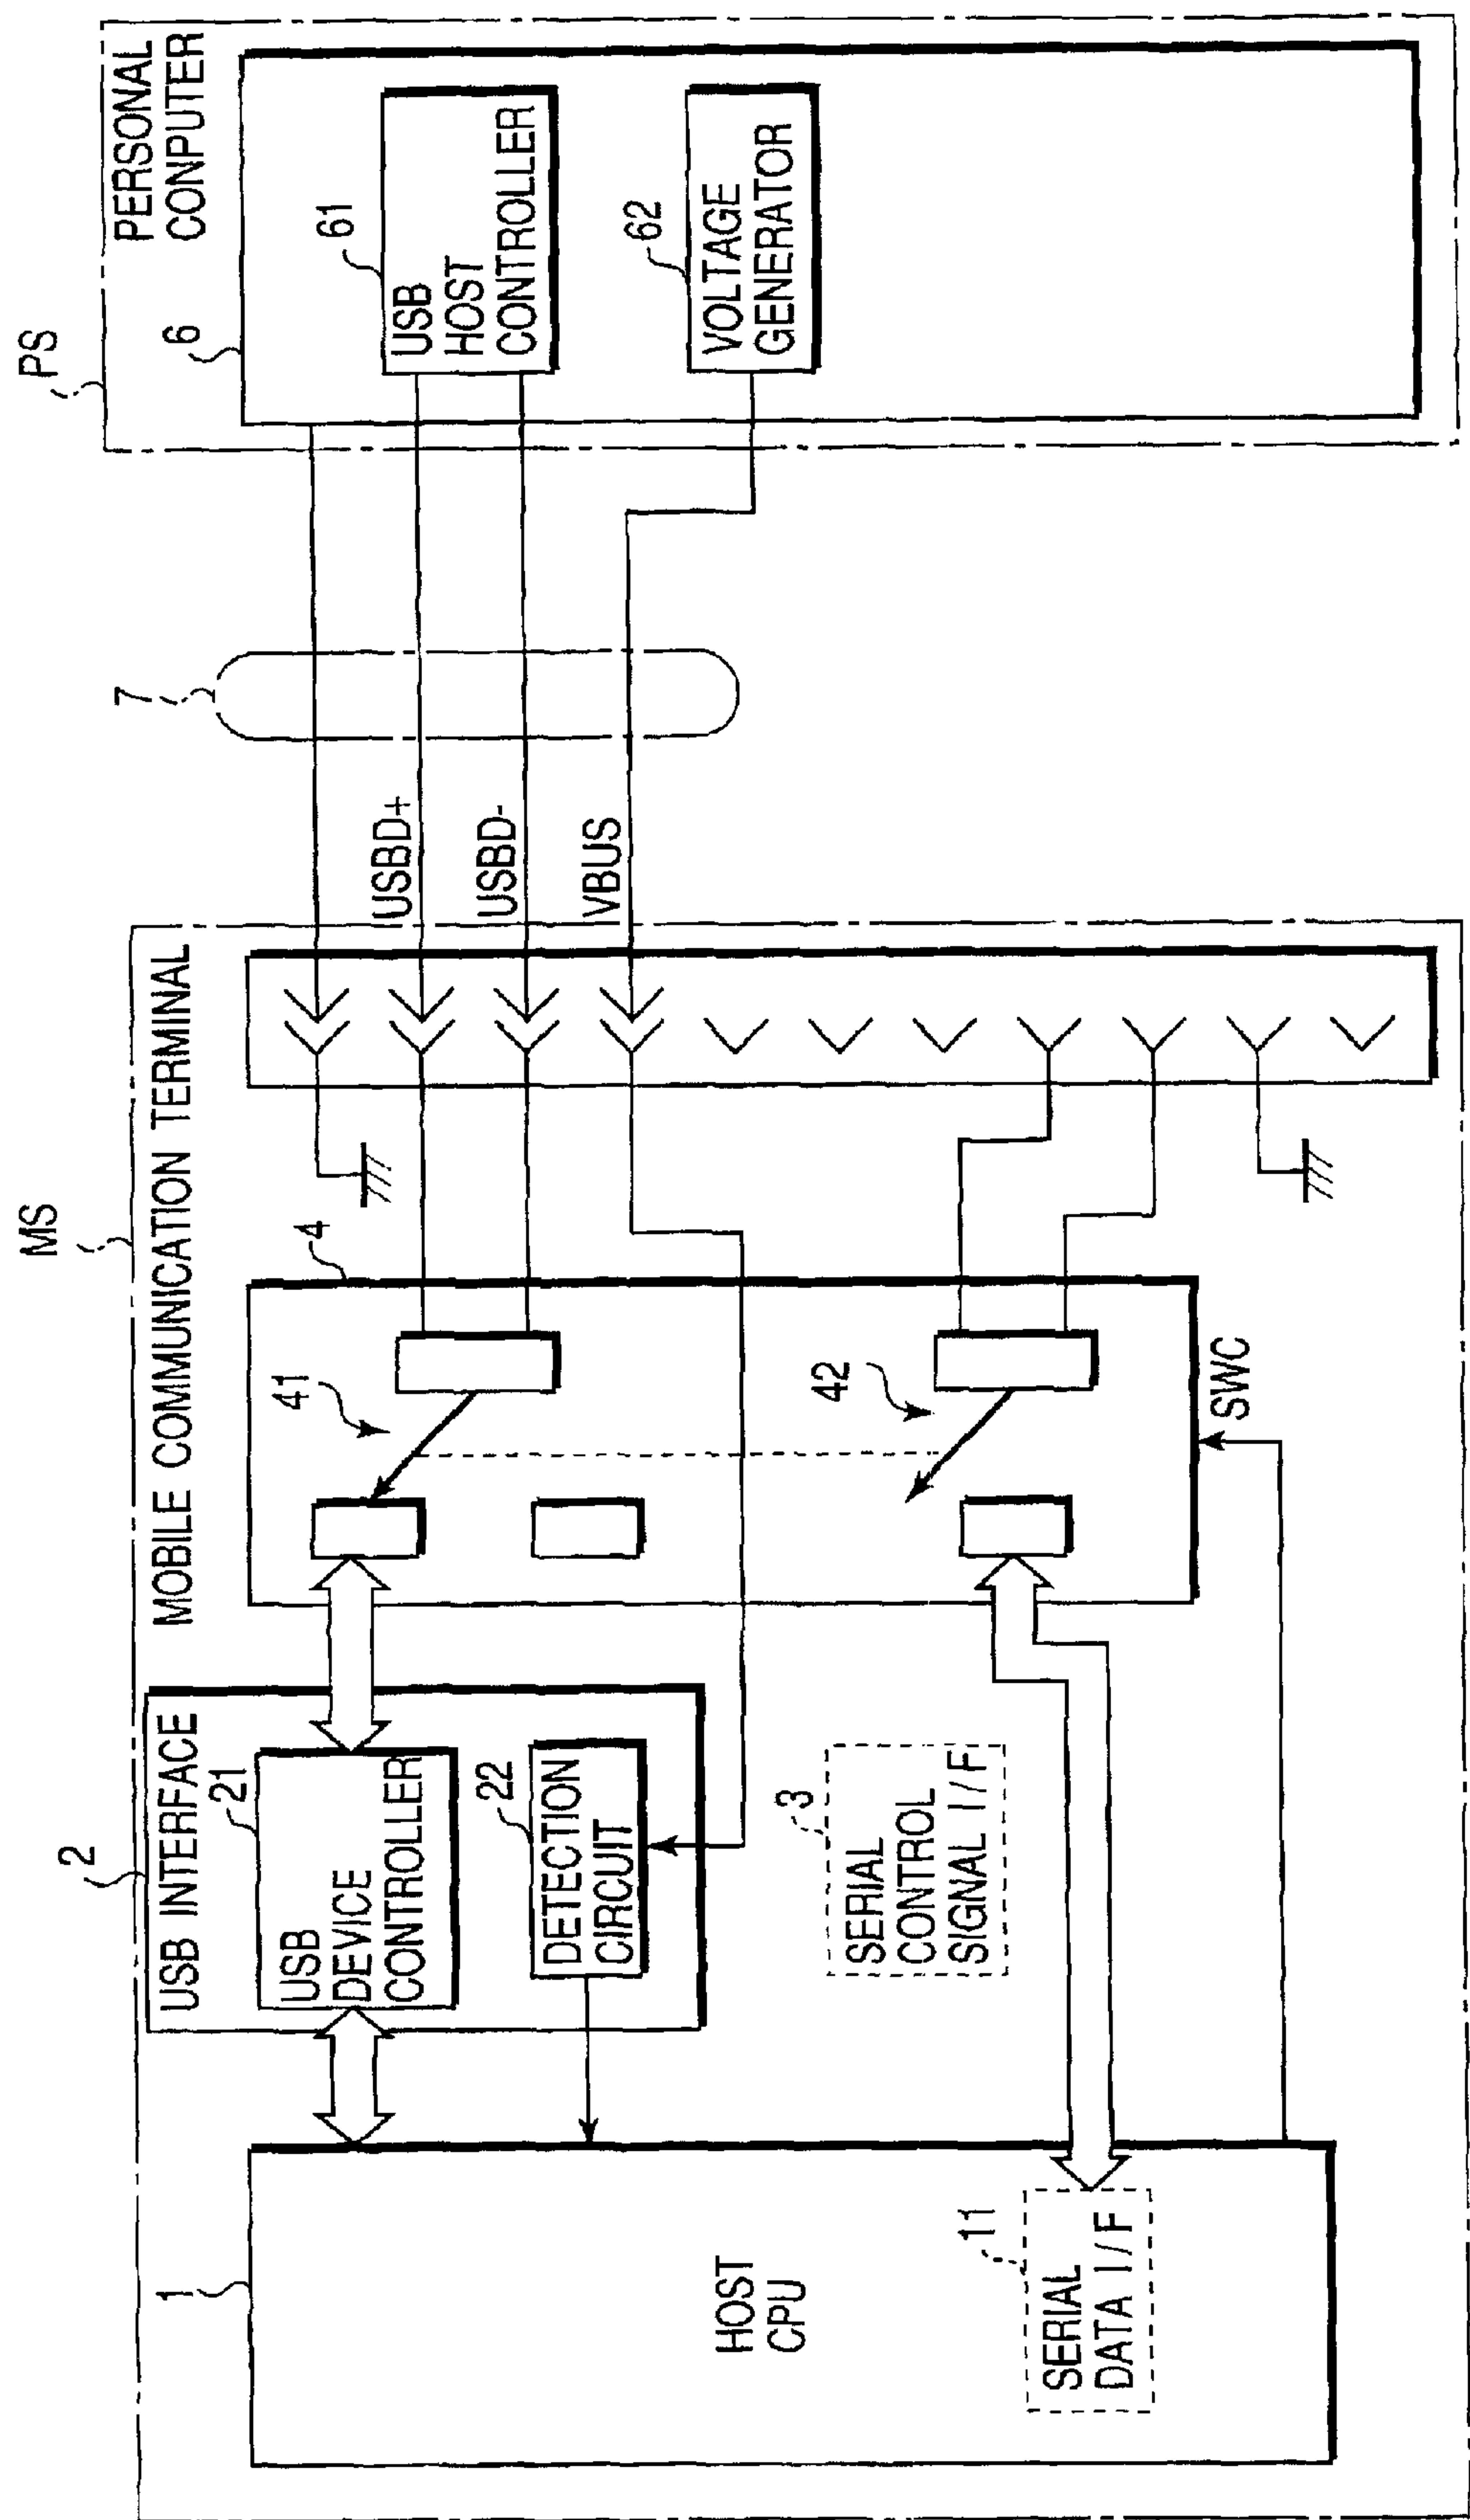 MS
PS
MOBILE COMMUNICATION TERMINAL
PERSONAL
CONPUTER
2
USB INTERFACE
21
USB
DEVICE
CONTROLLER
22
DETECTION
CIRCUIT
1
HOST
CPU
11
SERIAL
DATA I/F
3
SERIAL
CONTROL
SIGNAL I/F
4
41
42
SWC
USBD+
USBD-
VBUS
7
6
61
USB
HOST
CONTROLLER
62
VOLTAGE
GENERATOR